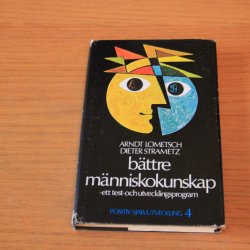 ARNDT LOMETSCH
DIETER STRAMETZ
bättre
människokunskap
-ett test-och utvecklingsprogram
POSITIV SJÄLVUTVECKLING 4